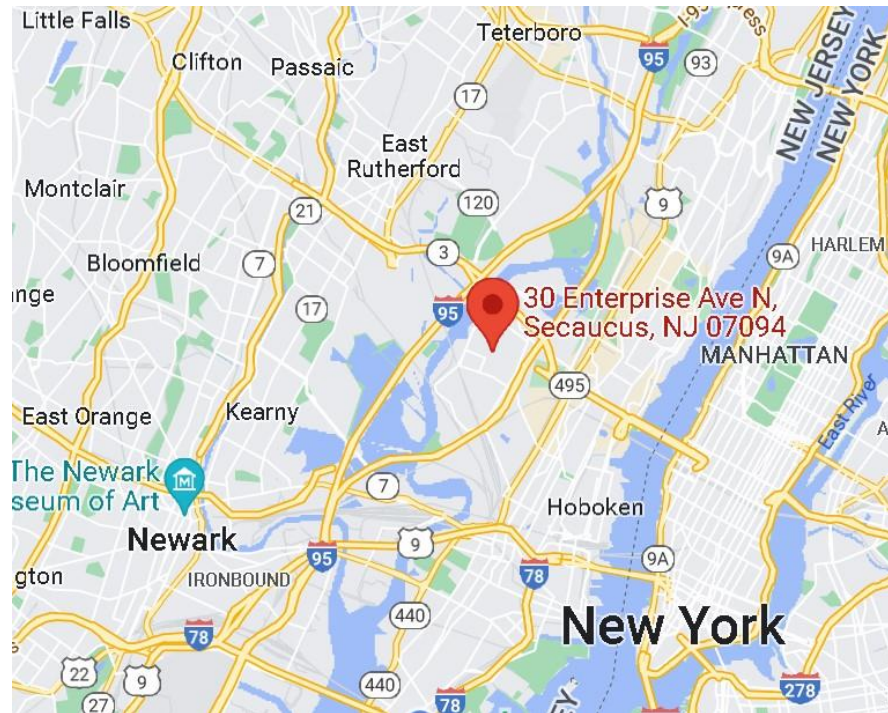 Little Falls
Teterboro
95
93
Clifton
Passaic
17
NEW JERSEY
NEW YORK
East
Rutherford
Montclair
21
120
9
3
9A
HARLEM
Bloomfield
7
nge
17
95
30 Enterprise Ave N,
Secaucus, NJ 07094
MANHATTAN
495
East Orange
Kearny
East River
A
The Newark
seum of Art
M
7
Hoboken
Newark
95
9
9A
gton
IRONBOUND
78
78
440
New York
22
9
27
440
78
278